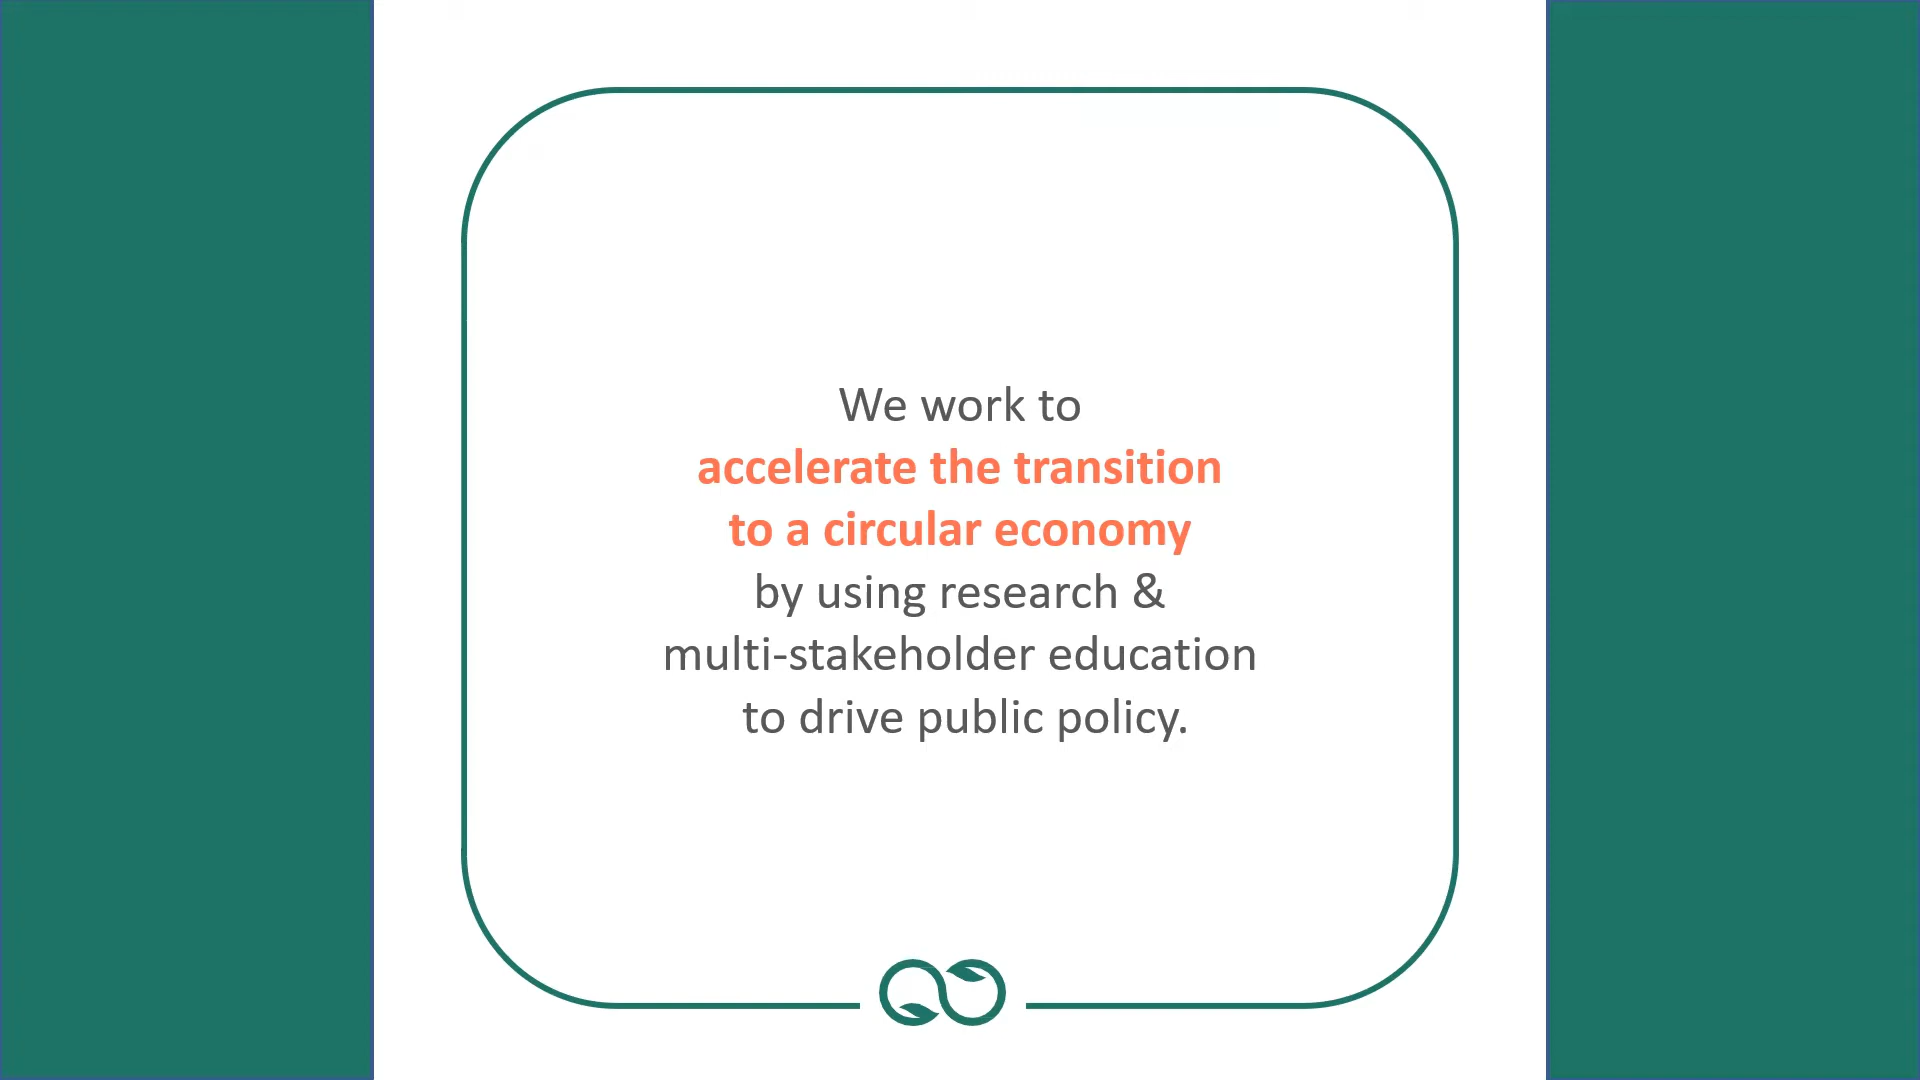 We work to
accelerate the transition
to a circular economy
by using research &
multi-stakeholder education
to drive public policy.